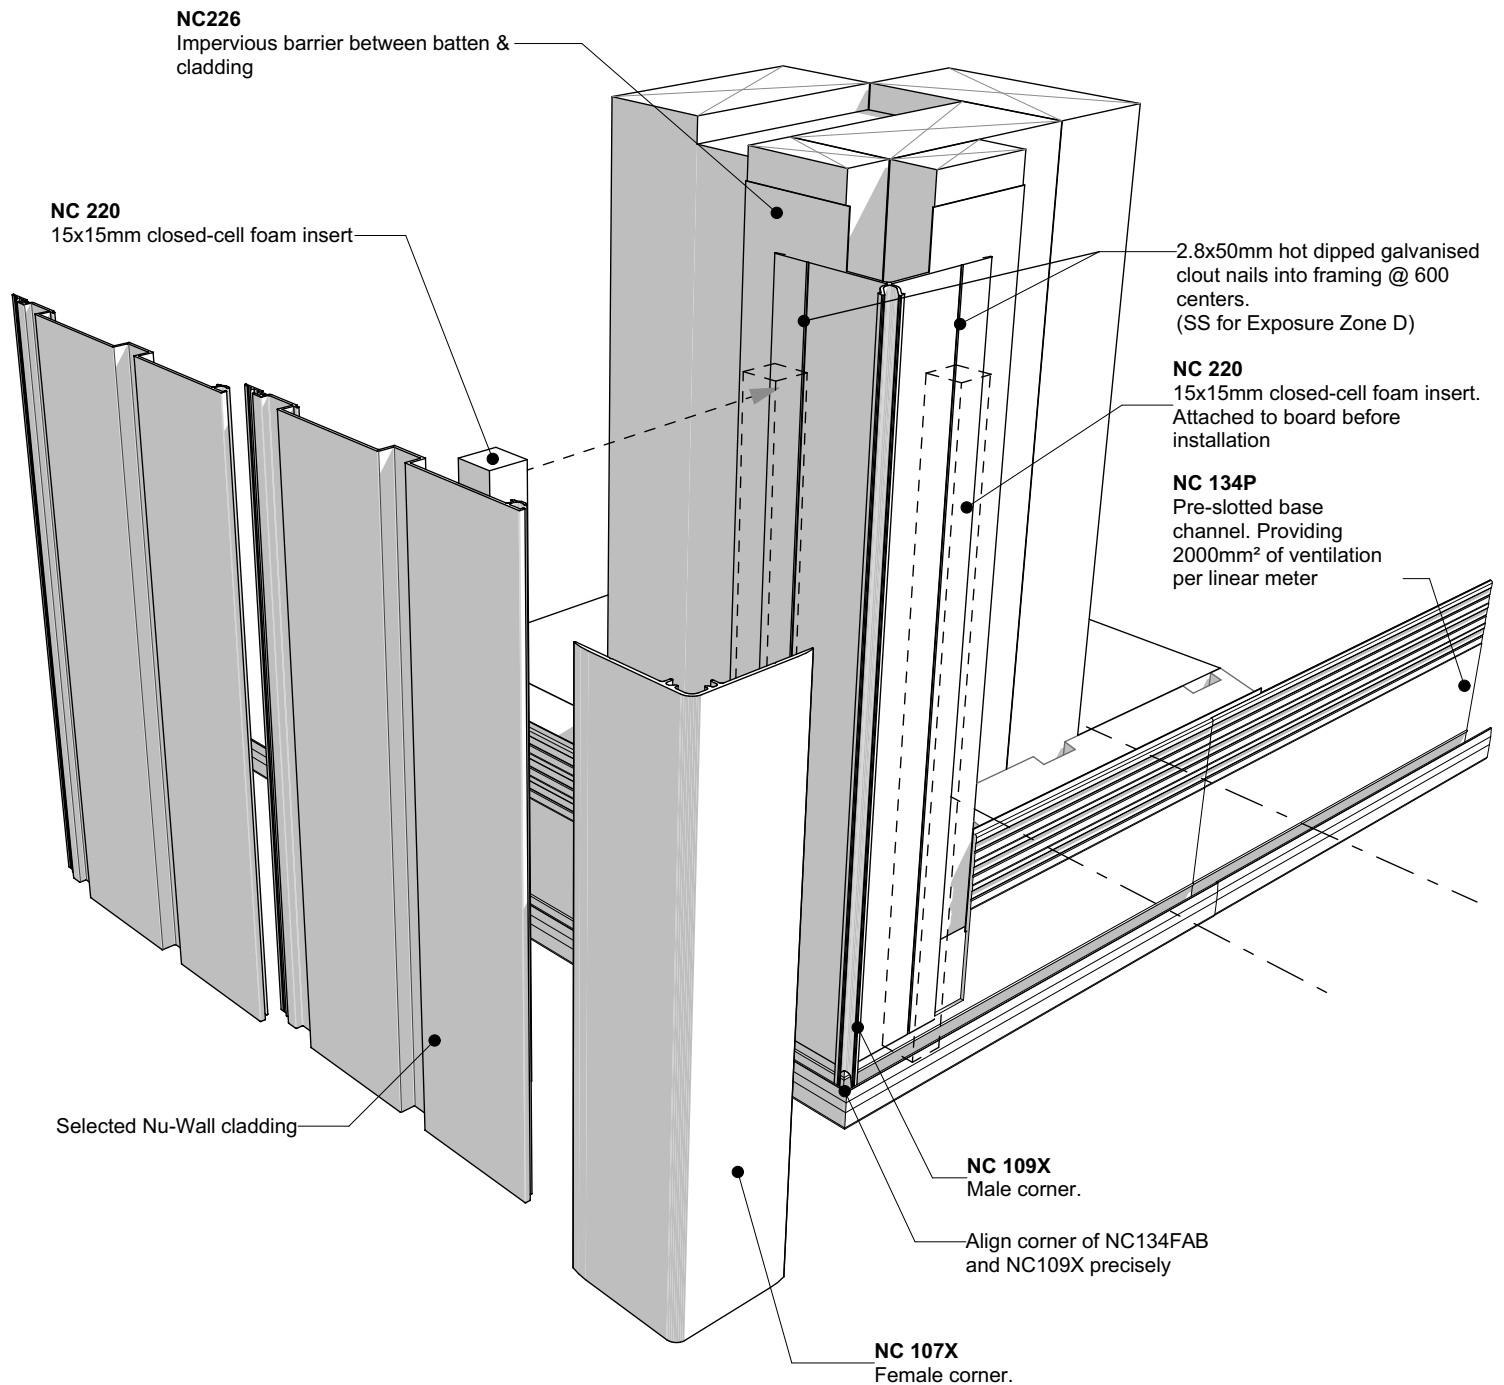 NC226
Impervious barrier between batten &
cladding
NC 220
15x15mm closed-cell foam insert
2.8x50mm hot dipped galvanised
clout nails into framing @ 600
centers.
(SS for Exposure Zone D)
NC 220
15x15mm closed-cell foam insert.
Attached to board before
installation
NC 134P
Pre-slotted base
channel. Providing
2000mm² of ventilation
per linear meter
Selected Nu-Wall cladding
NC 109X
Male corner.
Align corner of NC134FAB
and NC109X precisely
NC 107X
Female corner.